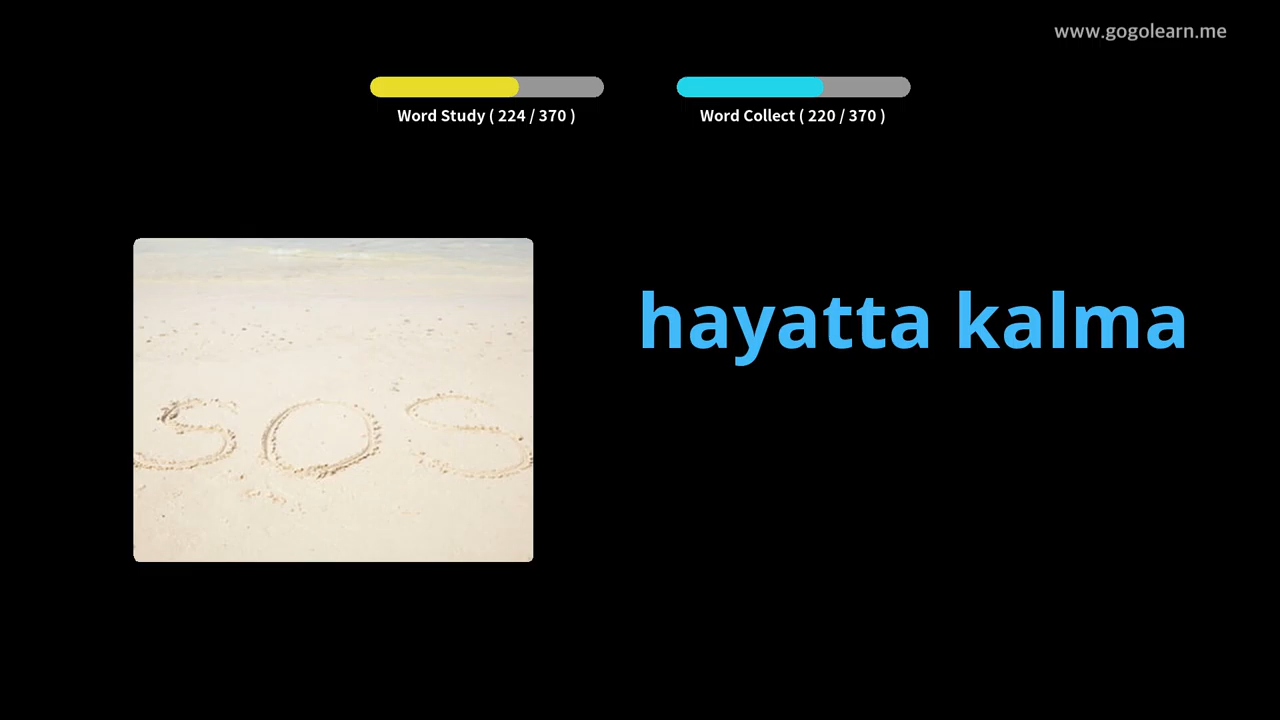 www.gogolearn.me
Word Study ( 224 / 370 )
Word Collect ( 220 / 370 )
hayatta kalma
SOS